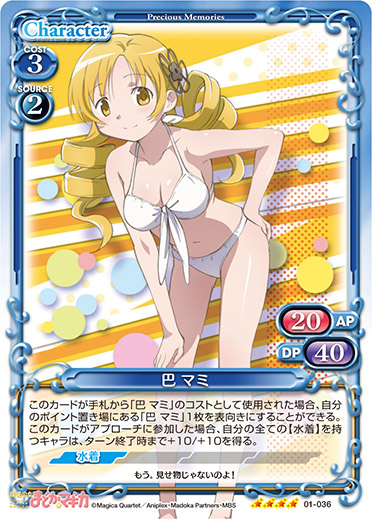 Precious Memories
Character
COST
3
SOURCE
2
20 AP
DP 40
巴 マミ
このカードが手札から「巴 マミ」のコストとして使用された場合、自分
のポイント置き場にある「巴 マミ」1枚を表向きにすることができる。
このカードがアプローチに参加した場合、自分の全ての【水着】を持
つキャラは、ターン終了時まで+10/+10を得る。
水着
もう。見せ物じゃないのよ!
まどか☆マギカ
©Magica Quartet/Aniplex・Madoka Partners・MBS
01-036